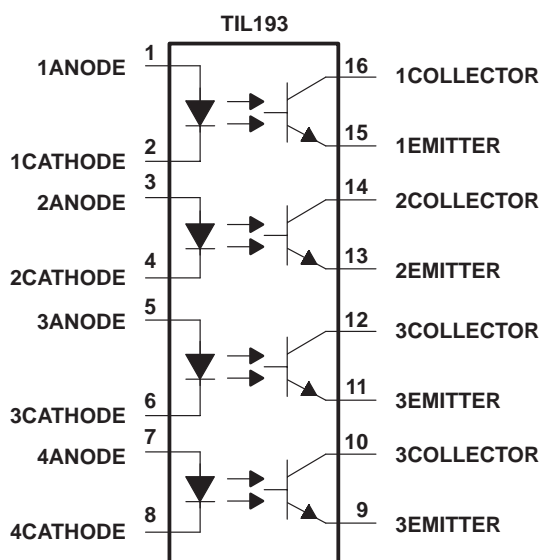 TIL193
1ANODE 1 16 1COLLECTOR
1CATHODE 2 15 1EMITTER
2ANODE 3 14 2COLLECTOR
2CATHODE 4 13 2EMITTER
3ANODE 5 12 3COLLECTOR
3CATHODE 6 11 3EMITTER
4ANODE 7 10 3COLLECTOR
4CATHODE 8 9 3EMITTER